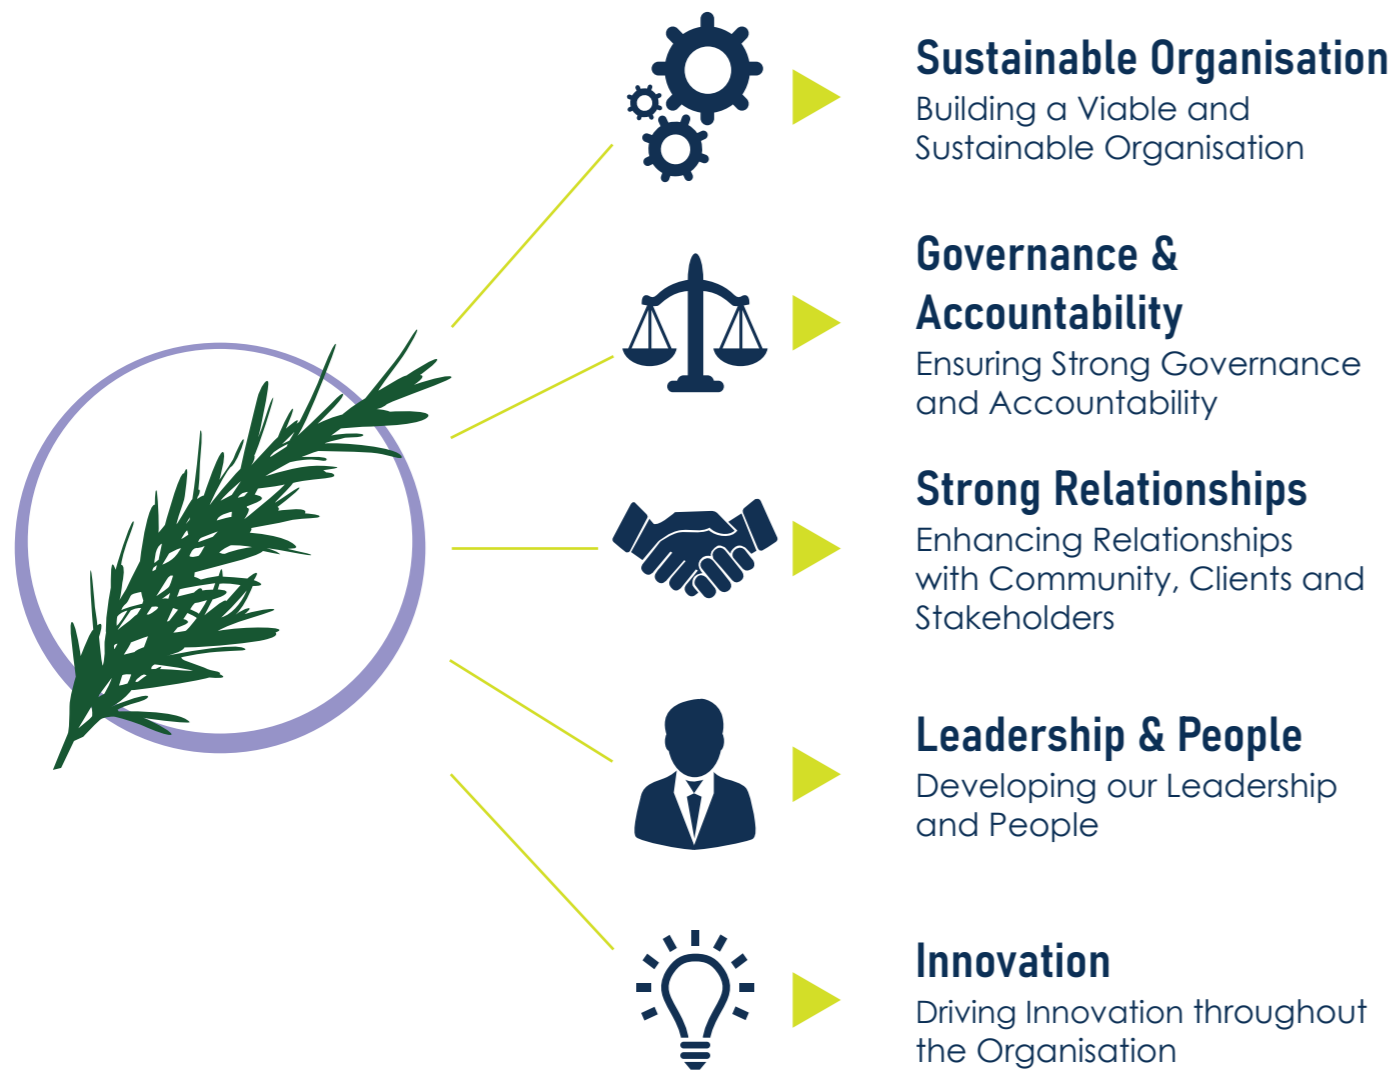 Sustainable Organisation
Building a Viable and
Sustainable Organisation
Governance &
Accountability
Ensuring Strong Governance
and Accountability
Strong Relationships
Enhancing Relationships
with Community, Clients and
Stakeholders
Leadership & People
Developing our Leadership
and People
Innovation
Driving Innovation throughout
the Organisation